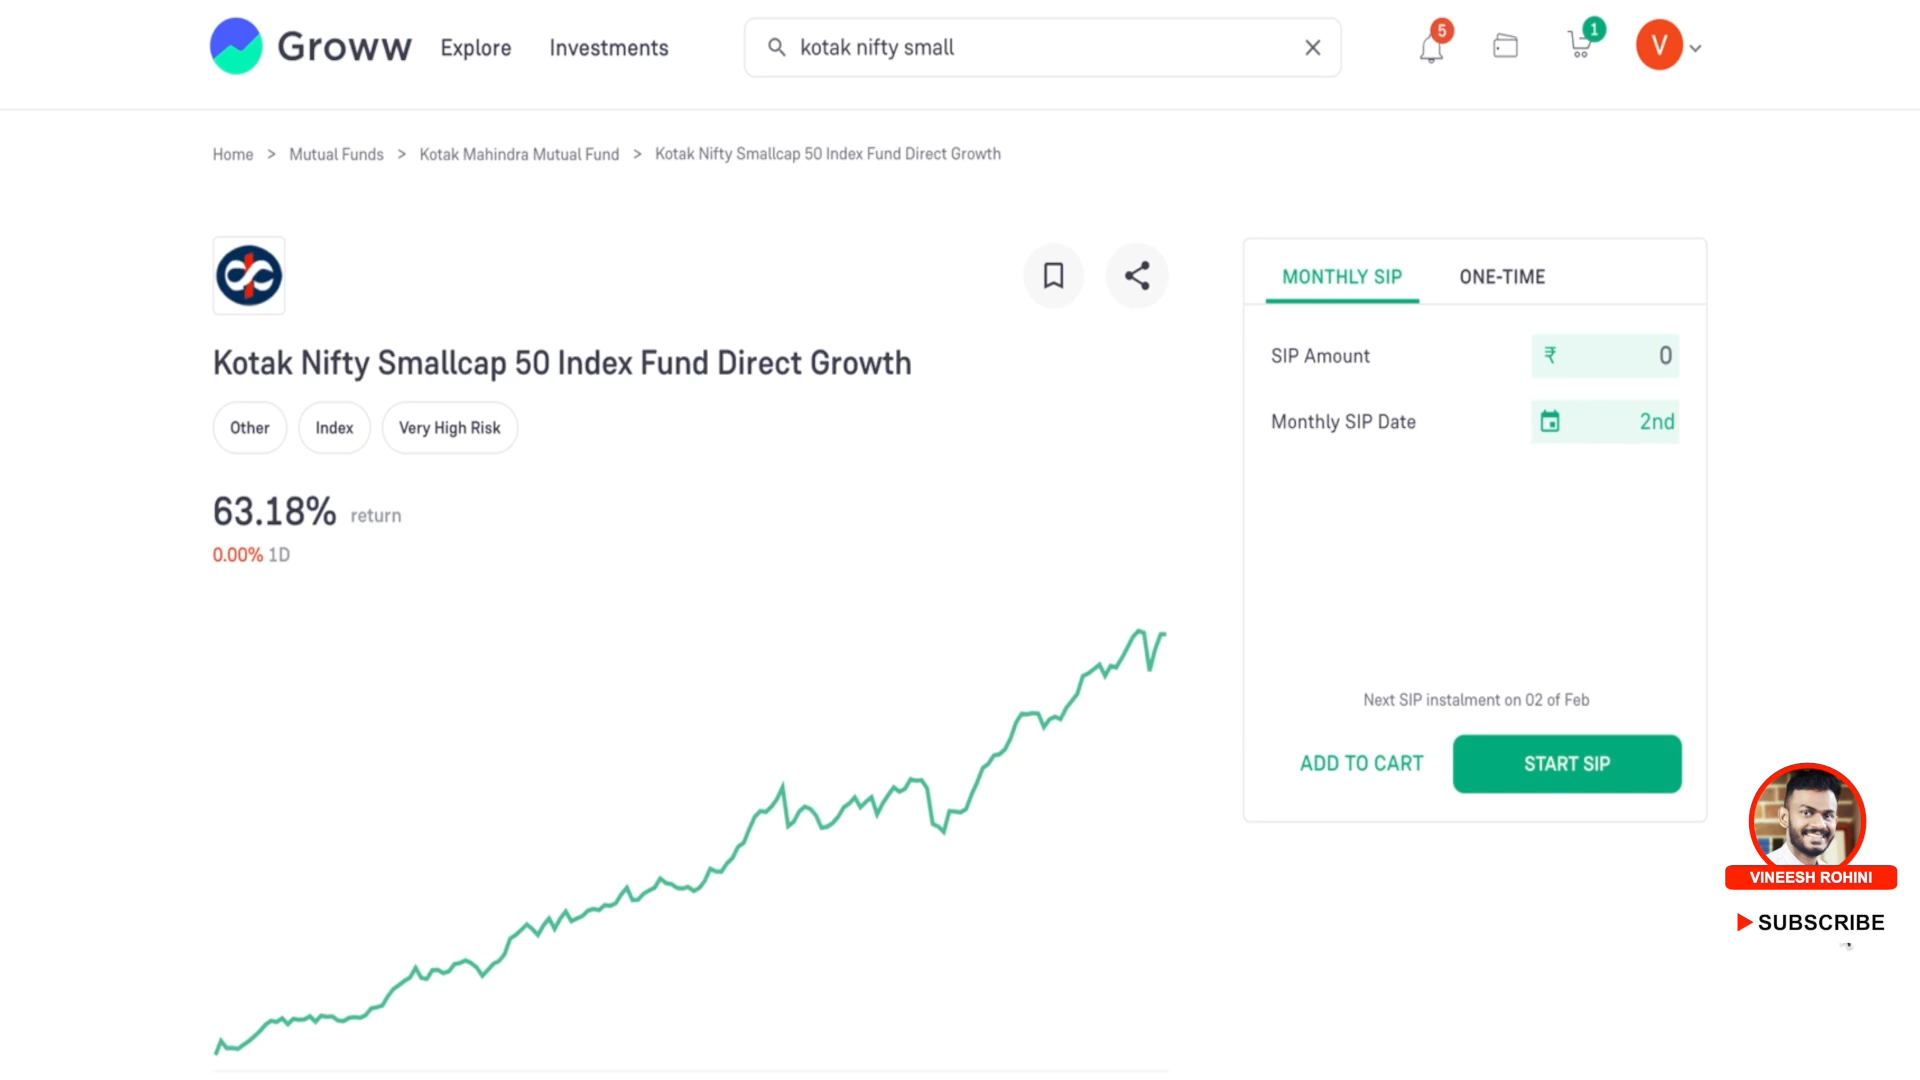 Groww
Explore
Investments
kotak nifty small
5
1
V
Home > Mutual Funds > Kotak Mahindra Mutual Fund > Kotak Nifty Smallcap 50 Index Fund Direct Growth
MONTHLY SIP
ONE-TIME
SIP Amount
₹ 0
Monthly SIP Date
2nd
Kotak Nifty Smallcap 50 Index Fund Direct Growth
Other
Index
Very High Risk
63.18% return
0.00% 1D
Next SIP instalment on 02 of Feb
ADD TO CART
START SIP
VINEESH ROHINI
SUBSCRIBE